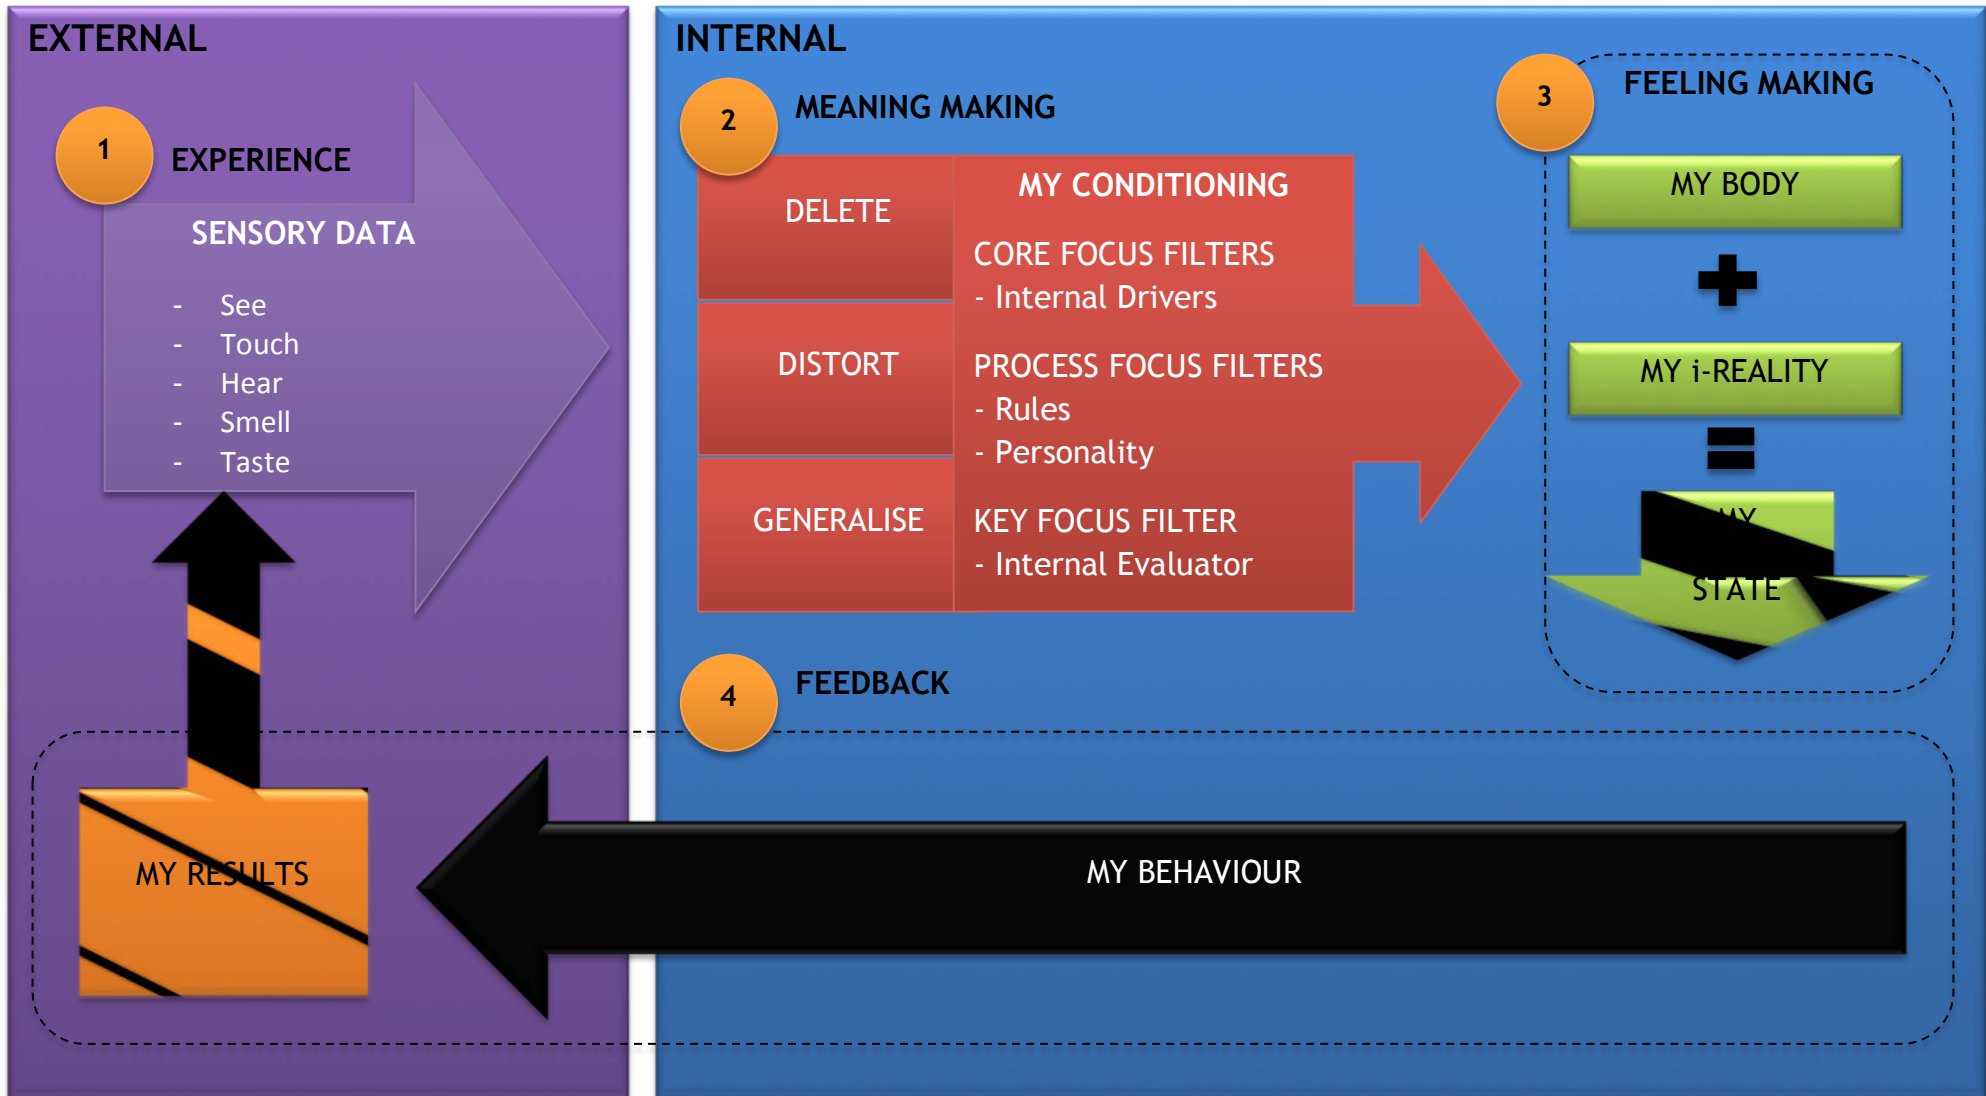 EXTERNAL
1
EXPERIENCE
SENSORY DATA
- See
- Touch
- Hear
- Smell
- Taste
INTERNAL
2
MEANING MAKING
DELETE
DISTORT
GENERALISE
MY CONDITIONING
CORE FOCUS FILTERS
- Internal Drivers
PROCESS FOCUS FILTERS
- Rules
- Personality
KEY FOCUS FILTER
- Internal Evaluator
3
FEELING MAKING
MY BODY
MY i-REALITY
MY
STATE
4
FEEDBACK
MY BEHAVIOUR
MY RESULTS